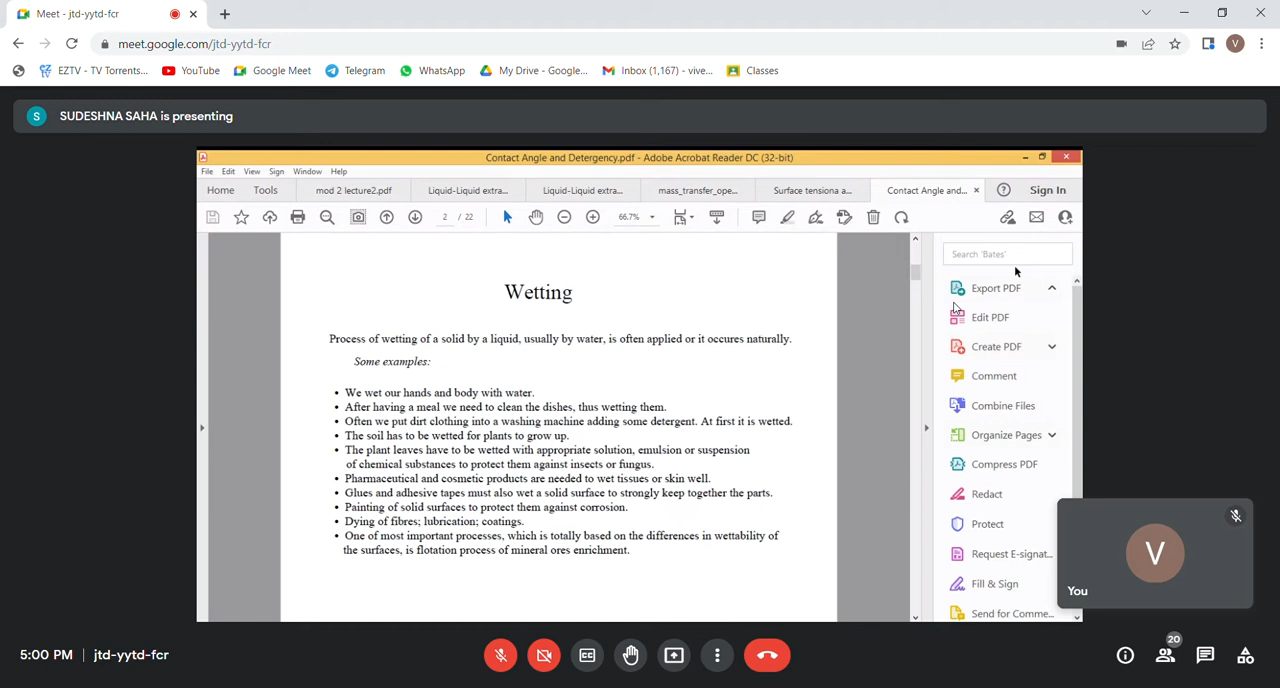 Meet - jtd-yytd-fcr
meet.google.com/jtd-yytd-fcr
V
EZTV - TV Torrents...
YouTube
Google Meet
Telegram
WhatsApp
My Drive - Google...
Inbox (1,167) - vive...
Classes
S
SUDESHNA SAHA is presenting
Contact Angle and Detergency.pdf - Adobe Acrobat Reader DC (32-bit)
File Edit View Sign Window Help
Home Tools mod 2 lecture2.pdf Liquid-Liquid extra... Liquid-Liquid extra... mass_transfer_ope... Surface tensiona a... Contact Angle and... Sign In
2 / 22 66.7%
Wetting
Process of wetting of a solid by a liquid, usually by water, is often applied or it occures naturally.
Some examples:
• We wet our hands and body with water.
• After having a meal we need to clean the dishes, thus wetting them.
• Often we put dirt clothing into a washing machine adding some detergent. At first it is wetted.
• The soil has to be wetted for plants to grow up.
• The plant leaves have to be wetted with appropriate solution, emulsion or suspension
of chemical substances to protect them against insects or fungus.
• Pharmaceutical and cosmetic products are needed to wet tissues or skin well.
• Glues and adhesive tapes must also wet a solid surface to strongly keep together the parts.
• Painting of solid surfaces to protect them against corrosion.
• Dying of fibres; lubrication; coatings.
• One of most important processes, which is totally based on the differences in wettability of
the surfaces, is flotation process of mineral ores enrichment.
Search 'Bates'
Export PDF
Edit PDF
Create PDF
Comment
Combine Files
Organize Pages
Compress PDF
Redact
Protect
Request E-signat...
Fill & Sign
Send for Comme...
V
You
5:00 PM | jtd-yytd-fcr
20